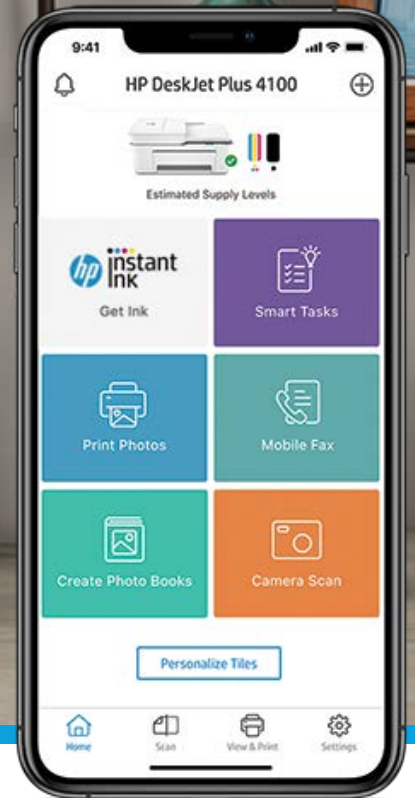 9:41
HP DeskJet Plus 4100
Estimated Supply Levels
hp instant ink
Get Ink
Smart Tasks
Print Photos
Mobile Fax
Create Photo Books
Camera Scan
Personalize Tiles
Home
Scan
View & Print
Settings